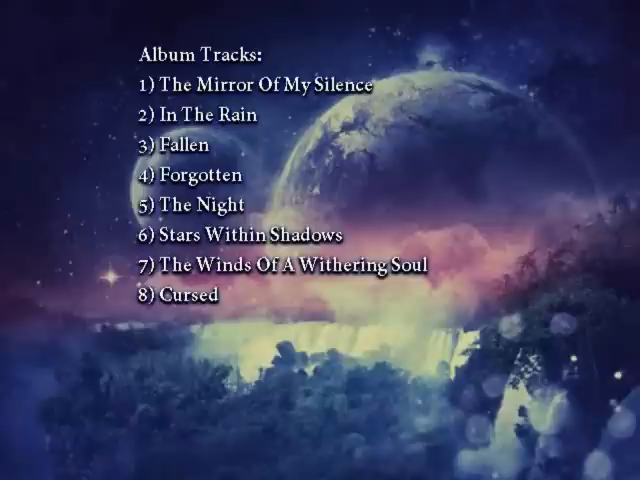 Album Tracks:
1) The Mirror Of My Silence
2) In The Rain
3) Fallen
4) Forgotten
5) The Night
6) Stars Within Shadows
7) The Winds Of A Withering Soul
8) Cursed